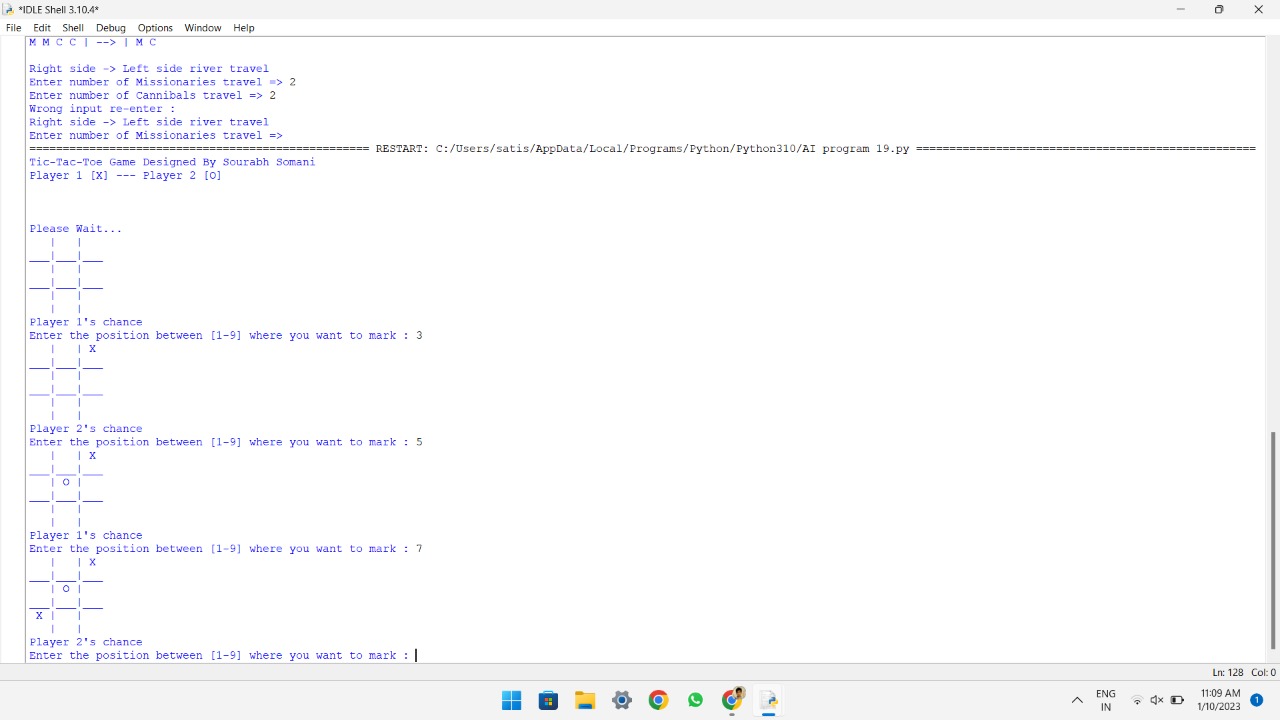 *IDLE Shell 3.10.4*
File Edit Shell Debug Options Window Help
M M C C | --> | M C
Right side -> Left side river travel
Enter number of Missionaries travel => 2
Enter number of Cannibals travel => 2
Wrong input re-enter :
Right side -> Left side river travel
Enter number of Missionaries travel =>
=================================================== RESTART: C:/Users/satis/AppData/Local/Programs/Python/Python310/AI program 19.py ===================================================
Tic-Tac-Toe Game Designed By Sourabh Somani
Player 1 [X] --- Player 2 [O]
Please Wait...
   |   |
___|___|___
   |   |
___|___|___
   |   |
   |   |
Player 1's chance
Enter the position between [1-9] where you want to mark : 3
   |   | X
___|___|___
   |   |
___|___|___
   |   |
   |   |
Player 2's chance
Enter the position between [1-9] where you want to mark : 5
   |   | X
___|___|___
   | O |
___|___|___
   |   |
   |   |
Player 1's chance
Enter the position between [1-9] where you want to mark : 7
   |   | X
___|___|___
   | O |
___|___|___
 X |   |
   |   |
Player 2's chance
Enter the position between [1-9] where you want to mark :
Ln: 128 Col: 0
ENG
IN
11:09 AM
1/10/2023
1